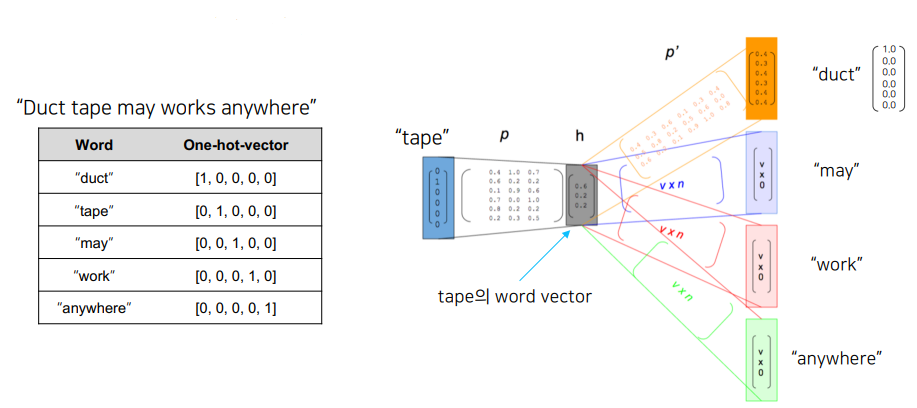 "Duct tape may works anywhere"
Word One-hot-vector
"duct" [1, 0, 0, 0, 0]
"tape" [0, 1, 0, 0, 0]
"may" [0, 0, 1, 0, 0]
"work" [0, 0, 0, 1, 0]
"anywhere" [0, 0, 0, 0, 1]
"tape"
0
1
0
0
0
0
p
0.4 1.0 0.7
0.6 0.2 0.2
0.1 0.9 0.6
0.7 0.0 1.0
0.8 0.2 0.2
0.2 0.3 0.5
h
0.6
0.2
0.2
tape의 word vector
p'
v x n
v x n
v x n
0.4
0.3
0.4
0.3
0.4
0.4
"duct"
1.0
0.0
0.0
0.0
0.0
0.0
v
x
0
"may"
v
x
0
"work"
v
x
0
"anywhere"